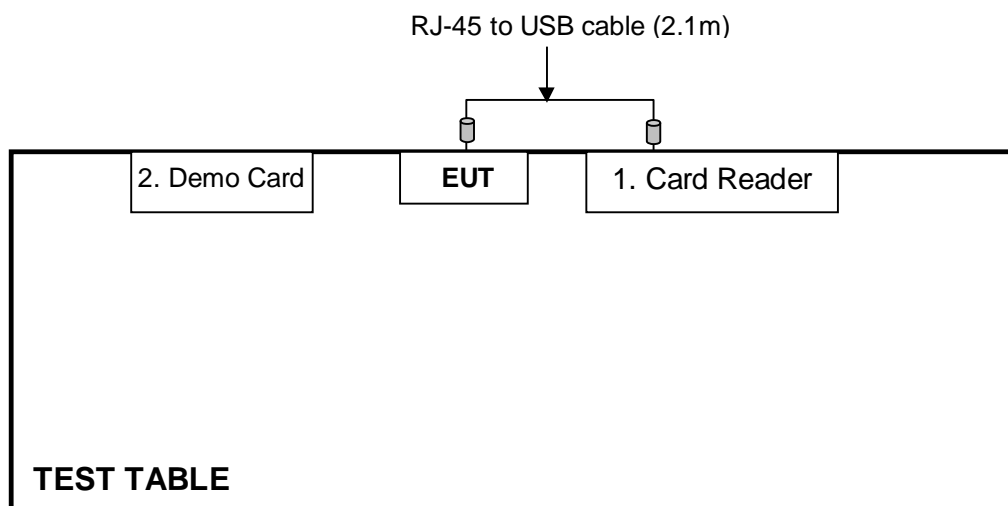 RJ-45 to USB cable (2.1m)
2. Demo Card
EUT
1. Card Reader
TEST TABLE